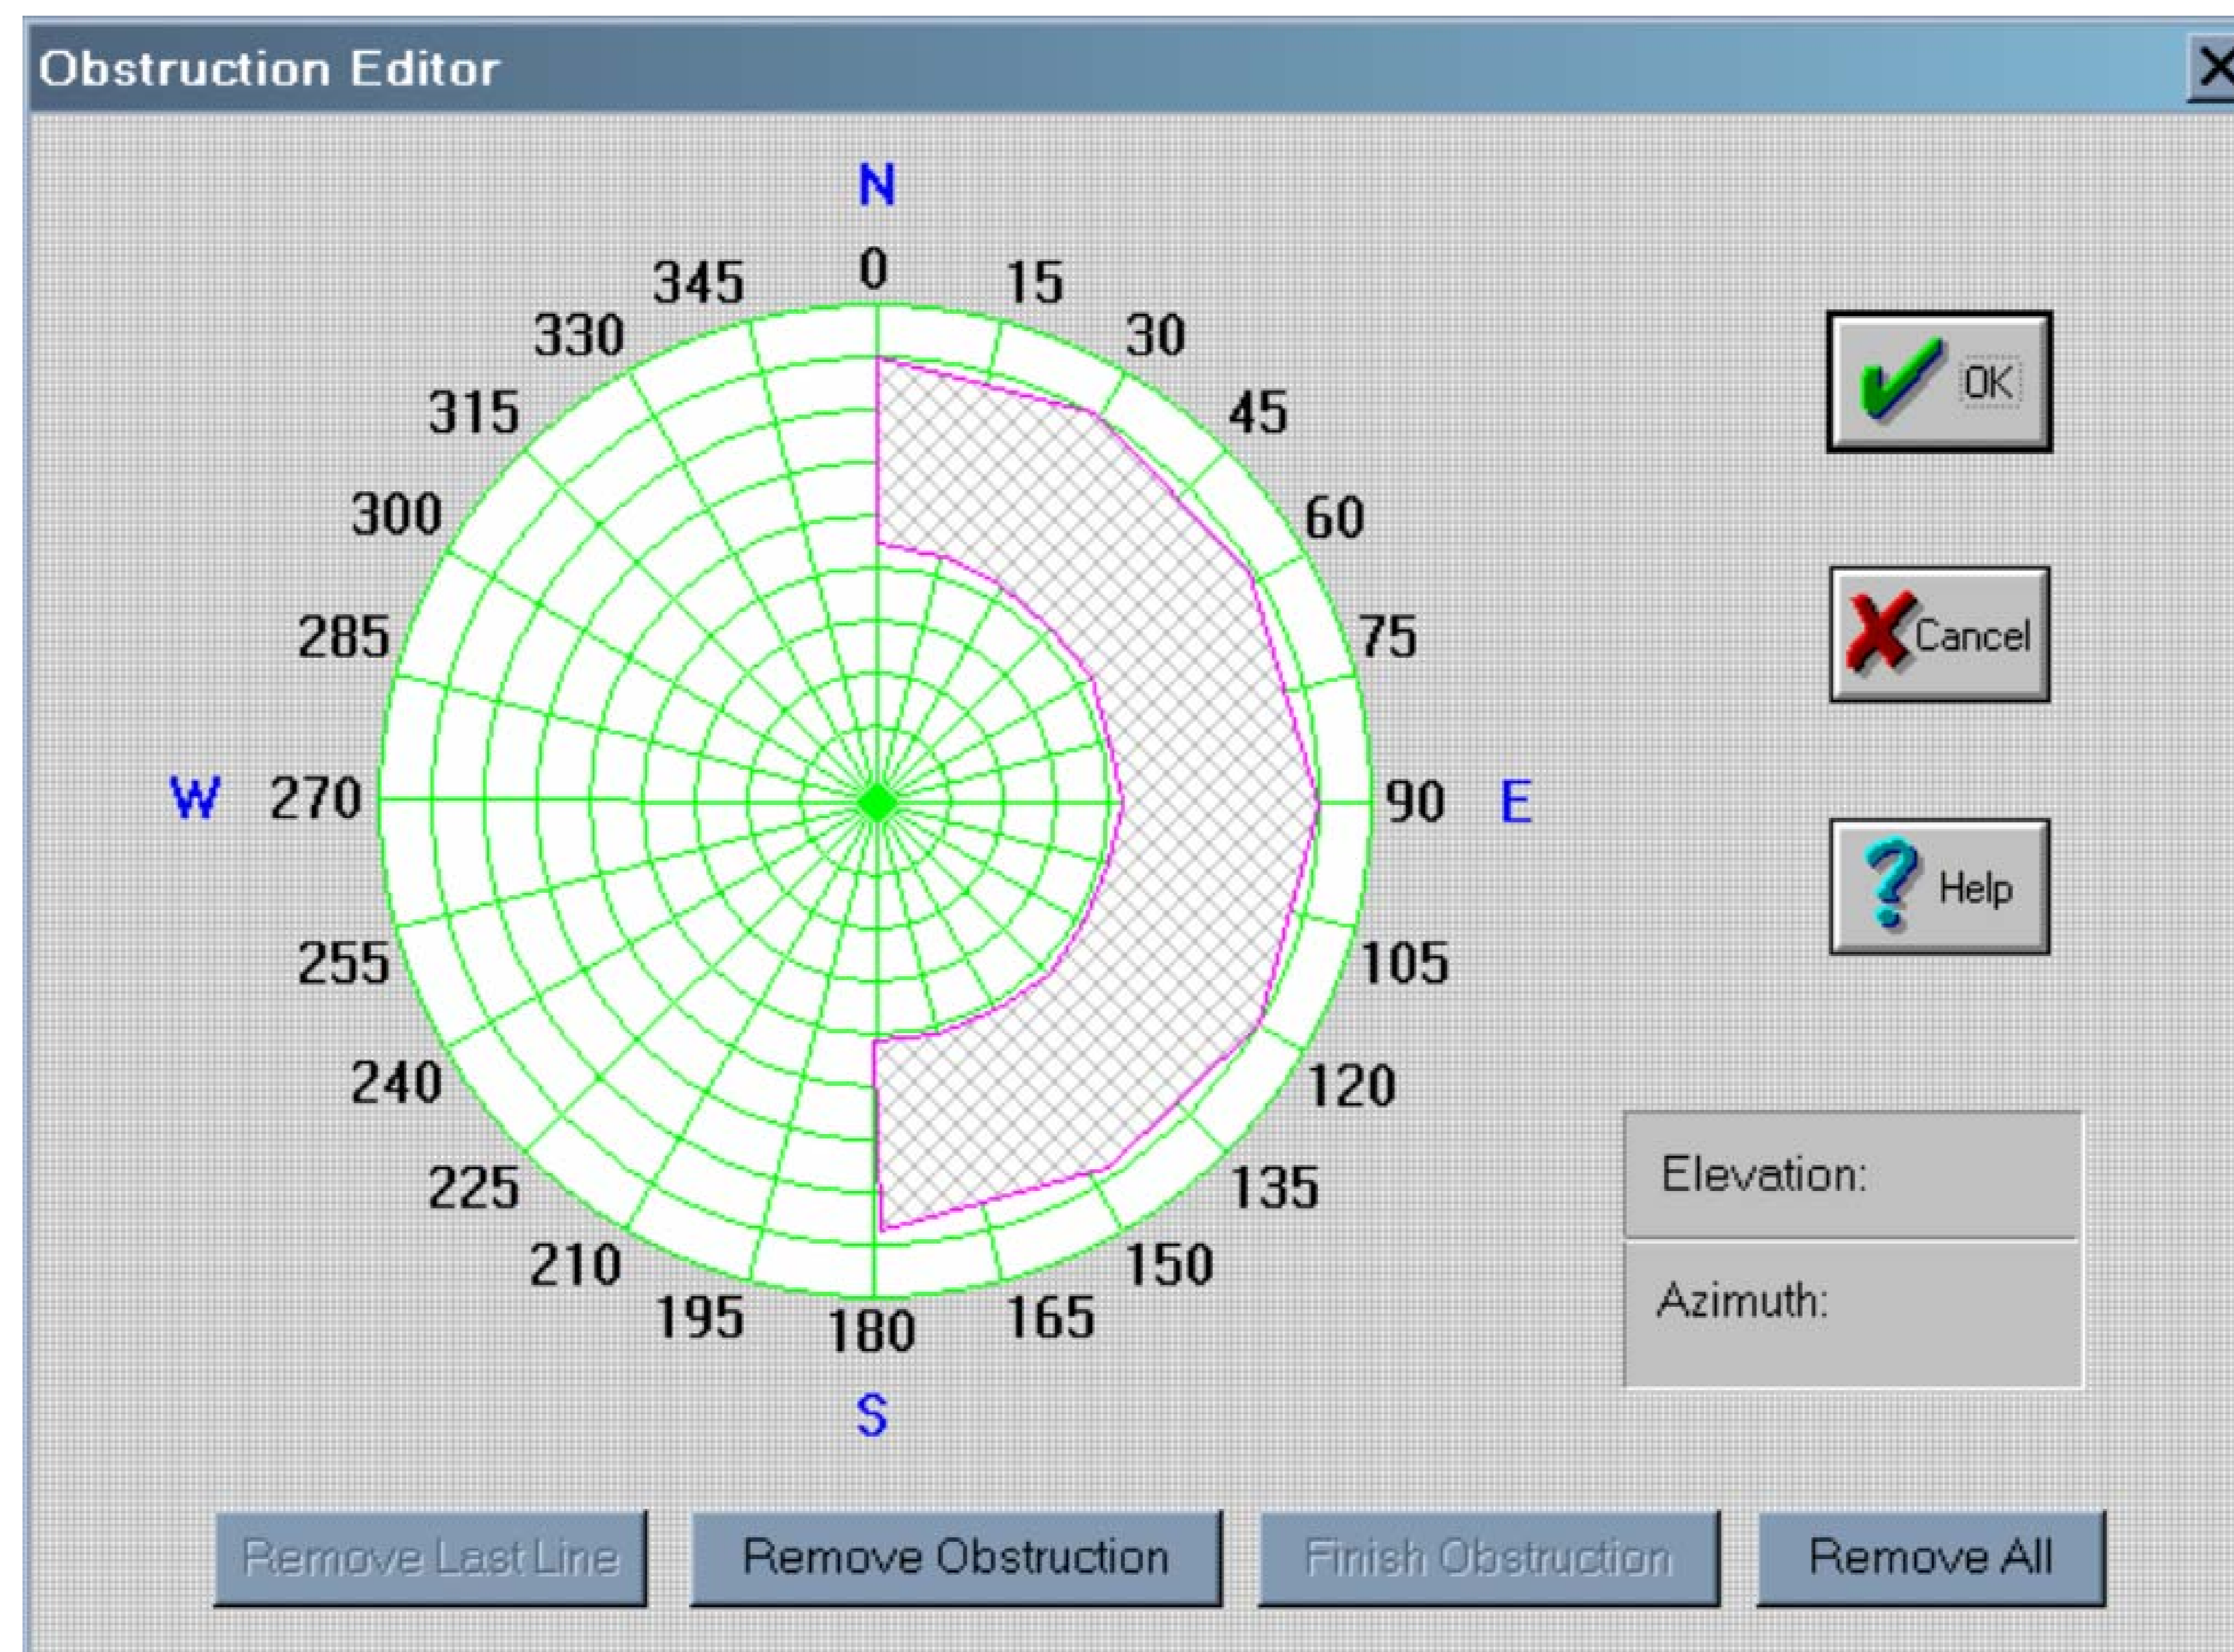 Obstruction Editor
N
0
345
15
330
30
315
45
300
60
285
75
W
270
90
E
255
105
240
120
225
135
210
150
195
165
180
S
OK
Cancel
Help
Elevation:
Azimuth:
Remove Last Line
Remove Obstruction
Finish Obstruction
Remove All